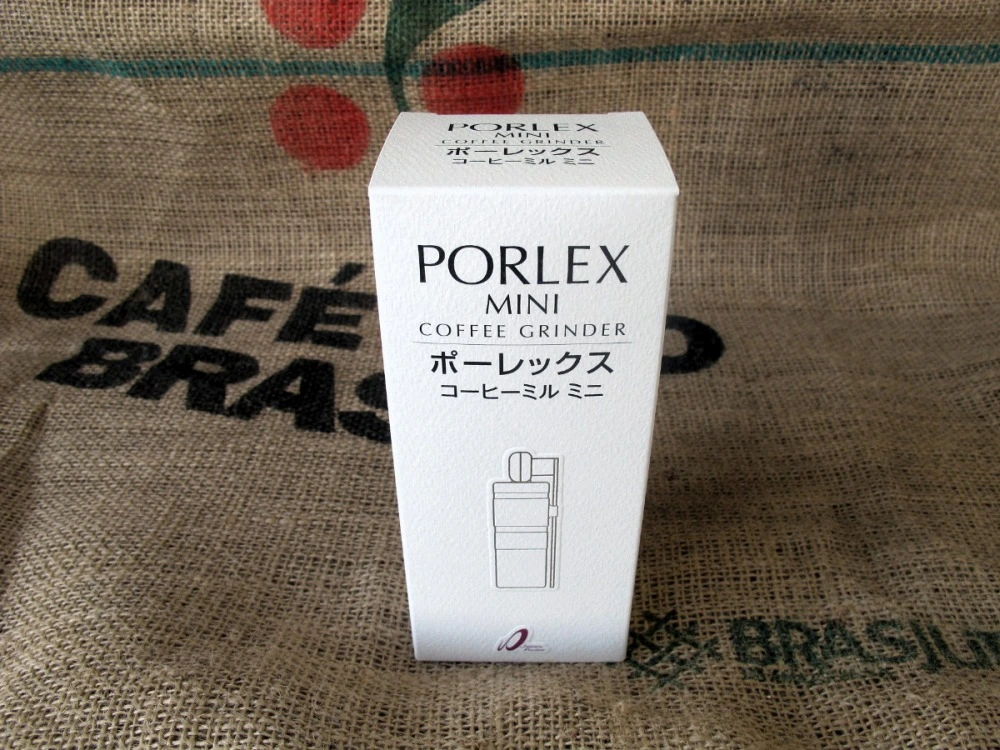 PORLEX
MINI
COFFEE GRINDER
ポーレックス
コーヒーミル ミニ
PORLEX
MINI
COFFEE GRINDER
ポーレックス
コーヒーミル ミニ
CAFÉ
BRAS
BRAS